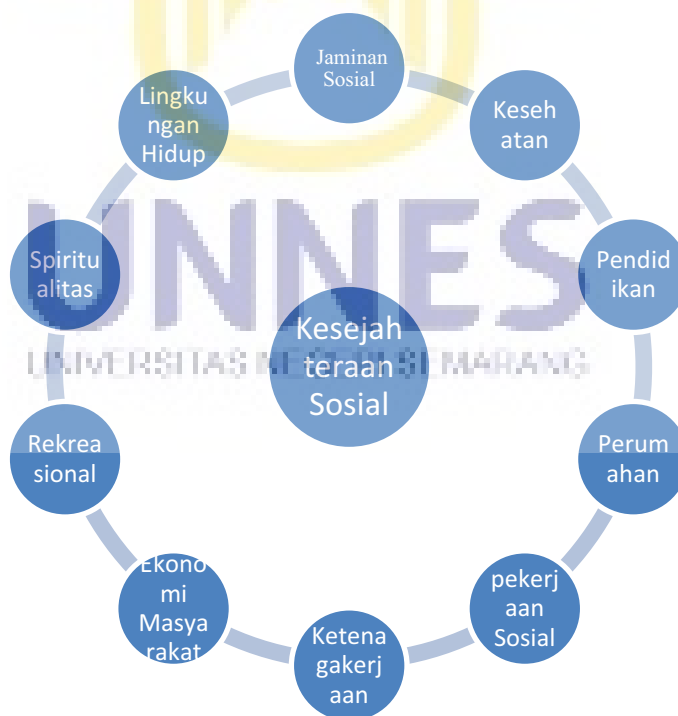 Jaminan
Sosial
Keseh
atan
Pendid
ikan
Perum
ahan
pekerj
aan
Sosial
Ketena
gakerj
aan
Ekono
mi
Masya
rakat
Rekrea
sional
Spiritu
alitas
Lingku
ngan
Hidup
Kesejah
teraan
Sosial
UNNES
UNIVERSITAS NEGERI SEMARANG